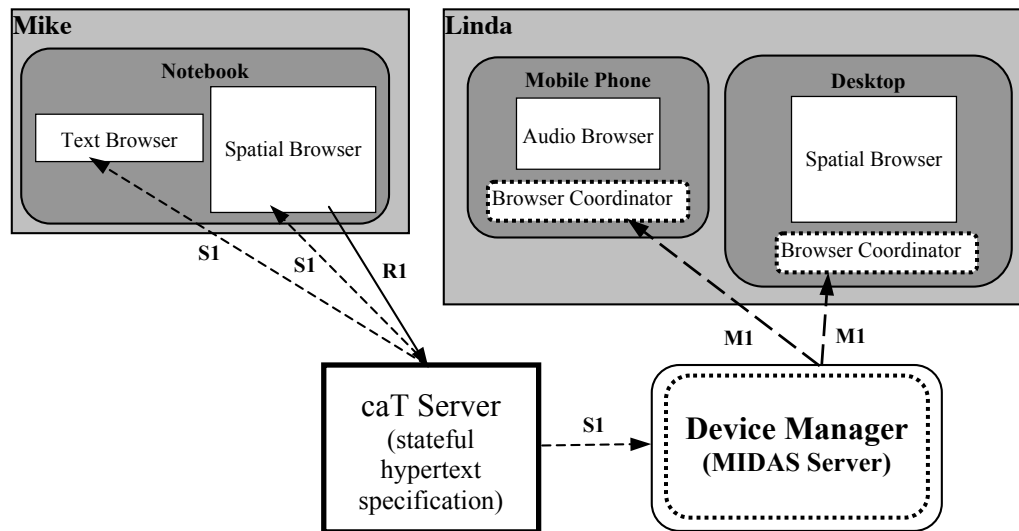 Mike
Notebook
Text Browser
Spatial Browser
Linda
Mobile Phone
Audio Browser
Browser Coordinator
Desktop
Spatial Browser
Browser Coordinator
S1
S1
R1
M1
M1
caT Server
(stateful
hypertext
specification)
S1
Device Manager
(MIDAS Server)